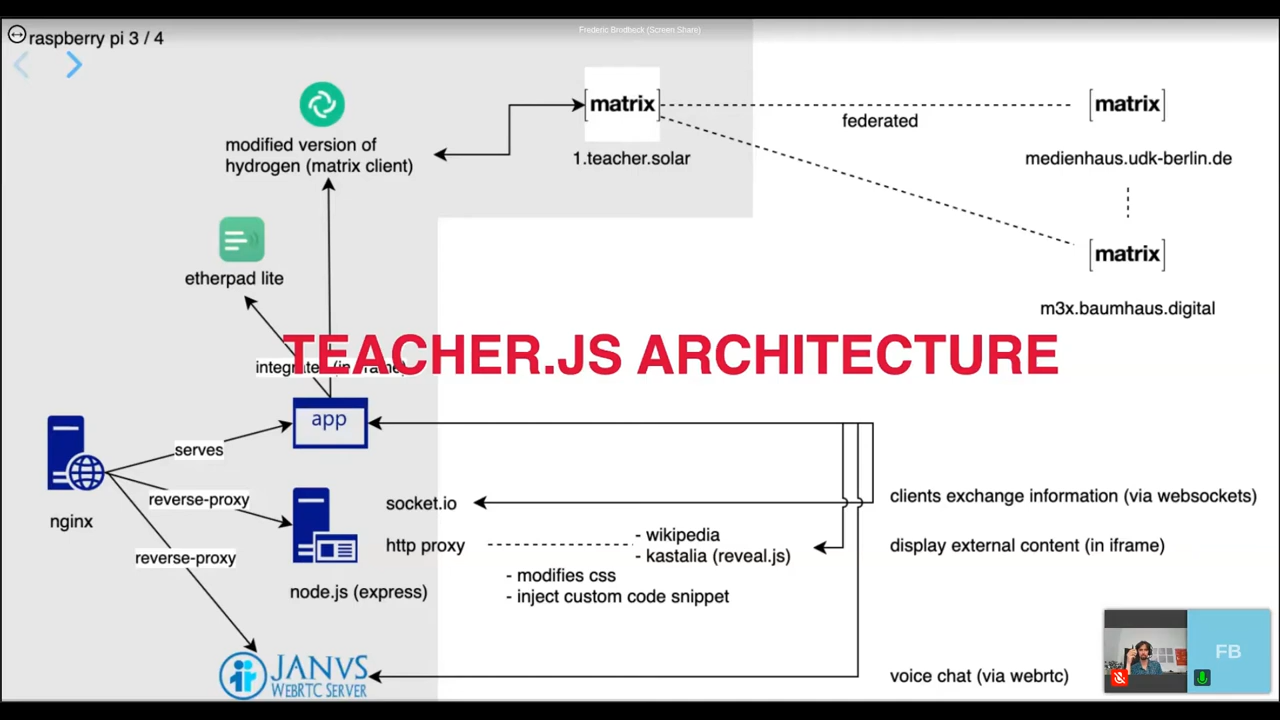 Frederic Brodbeck (Screen Share)
raspberry pi 3 / 4
[matrix]
[matrix]
federated
modified version of
hydrogen (matrix client)
1.teacher.solar
medienhaus.udk-berlin.de
[matrix]
etherpad lite
m3x.baumhaus.digital
TEACHER.JS ARCHITECTURE
app
serves
reverse-proxy
clients exchange information (via websockets)
socket.io
nginx
- wikipedia
http proxy
display external content (in iframe)
- kastalia (reveal.js)
reverse-proxy
- modifies css
node.js (express)
- inject custom code snippet
FB
JANVS
WEBRTC SERVER
voice chat (via webrtc)